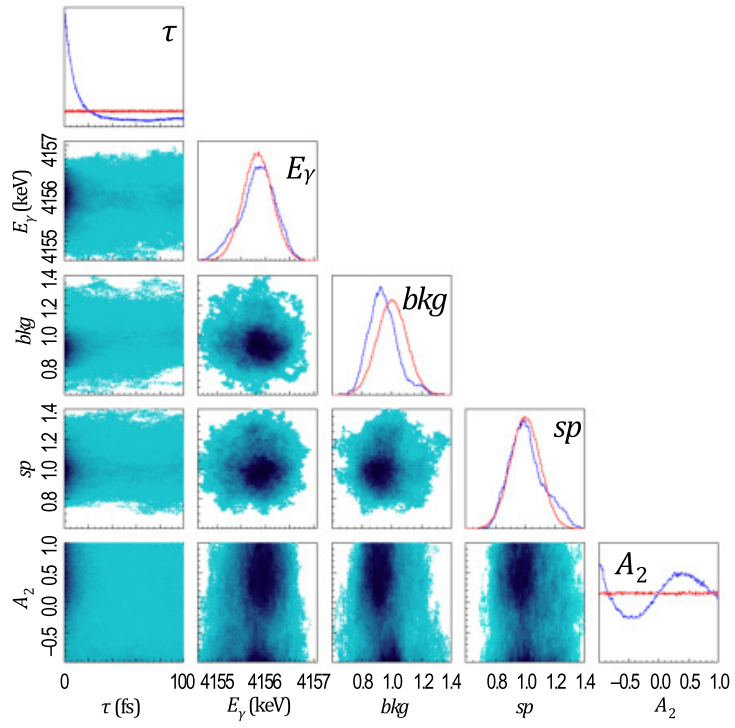 τ
4157
4156
4155
E_γ (keV)
E_γ
1.4
1.2
1.0
0.8
bkg
bkg
1.4
1.2
1.0
0.8
sp
sp
1.0
0.5
0.0
−0.5
A_2
A_2
0 100
4155 4156 4157
0.8 1.0 1.2 1.4
0.8 1.0 1.2 1.4
−0.5 0.0 0.5 1.0
τ (fs)
E_γ (keV)
bkg
sp
A_2